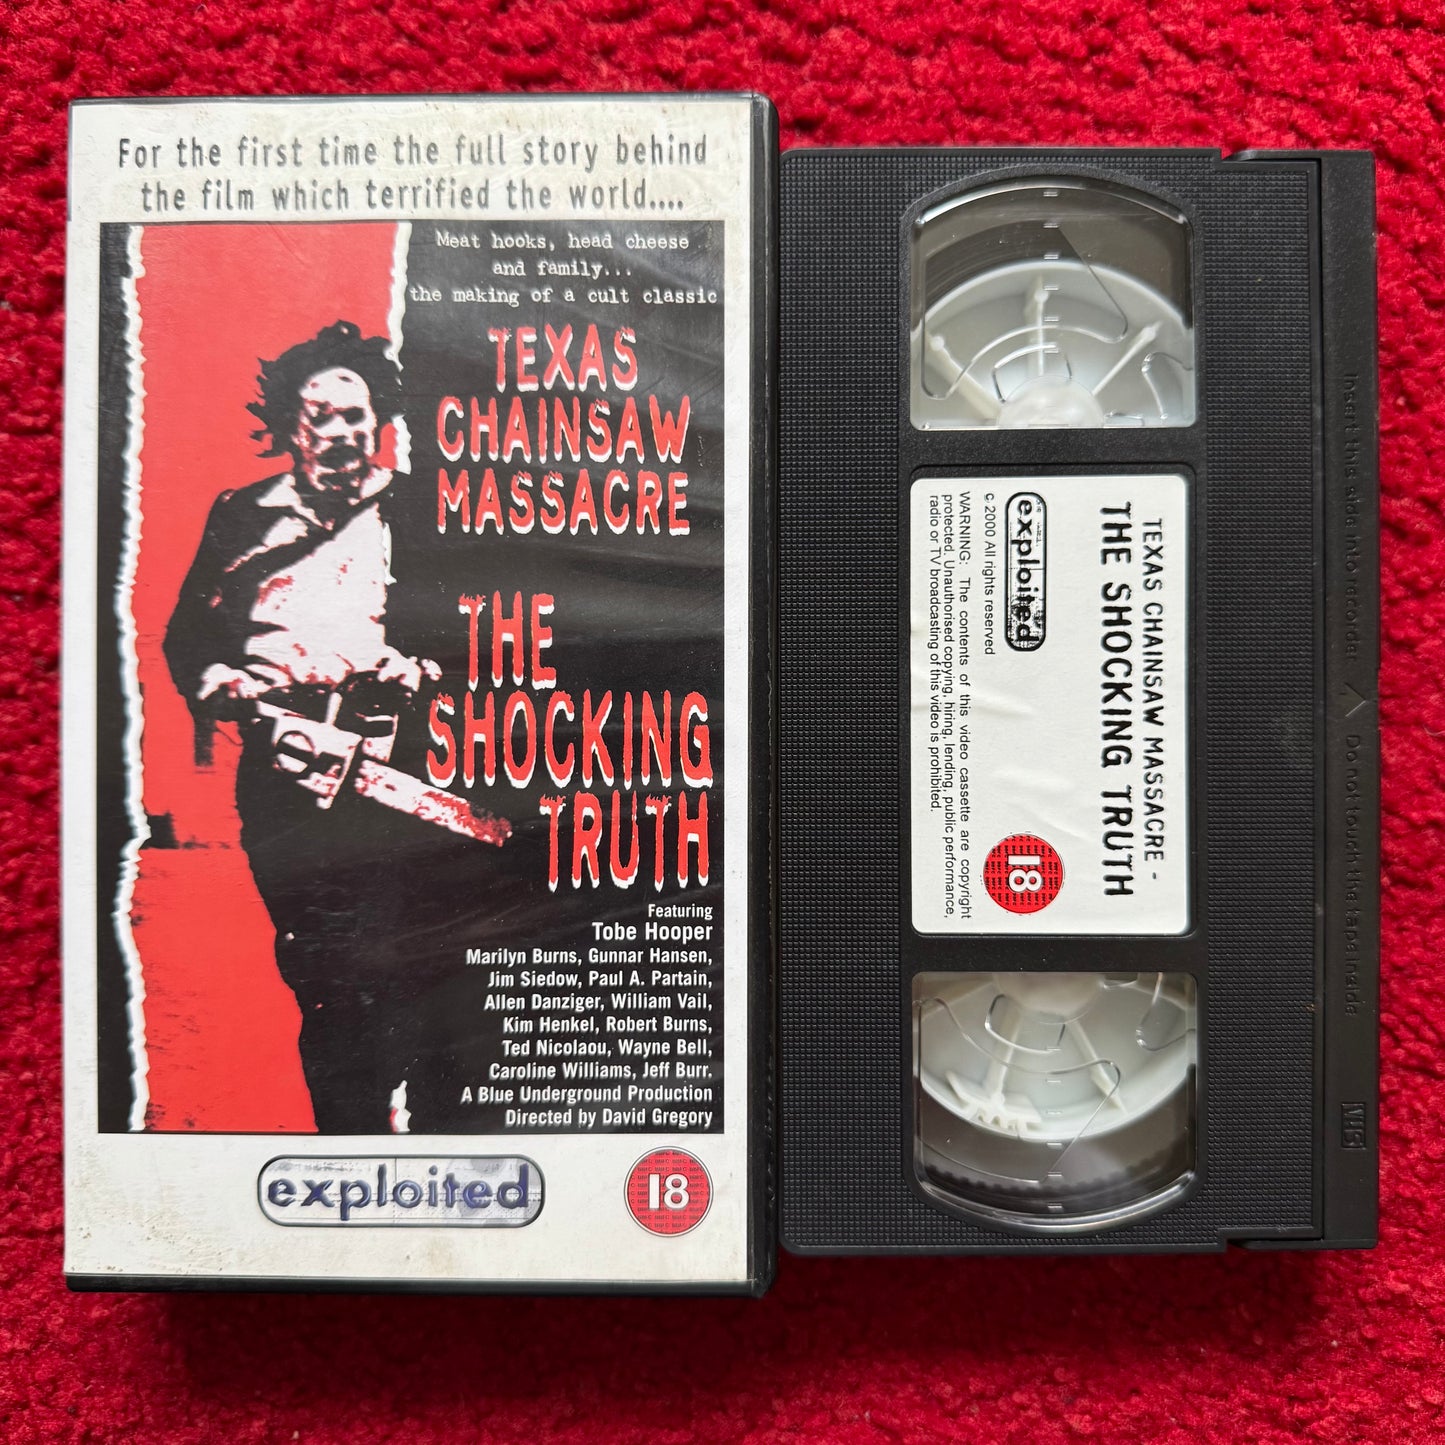 For the first time the full story behind
the film which terrified the world....
Meat hooks, head cheese
and family...
the making of a cult classic
TEXAS
CHAINSAW
MASSACRE
THE
SHOCKING
TRUTH
Featuring
Tobe Hooper
Marilyn Burns, Gunnar Hansen,
Jim Siedow, Paul A. Partain,
Allen Danziger, William Vail,
Kim Henkel, Robert Burns,
Ted Nicolaou, Wayne Bell,
Caroline Williams, Jeff Burr.
A Blue Underground Production
Directed by David Gregory
exploited
18
TEXAS CHAINSAW MASSACRE -
THE SHOCKING TRUTH
exploited
18
c.2000 All rights reserved
WARNING: The contents of this video cassette are copyright
protected. Unauthorised copying, hiring, lending, public performance,
radio or TV broadcasting of this video is prohibited.
Insert this side into recorder
Do not touch the tape inside
VHS